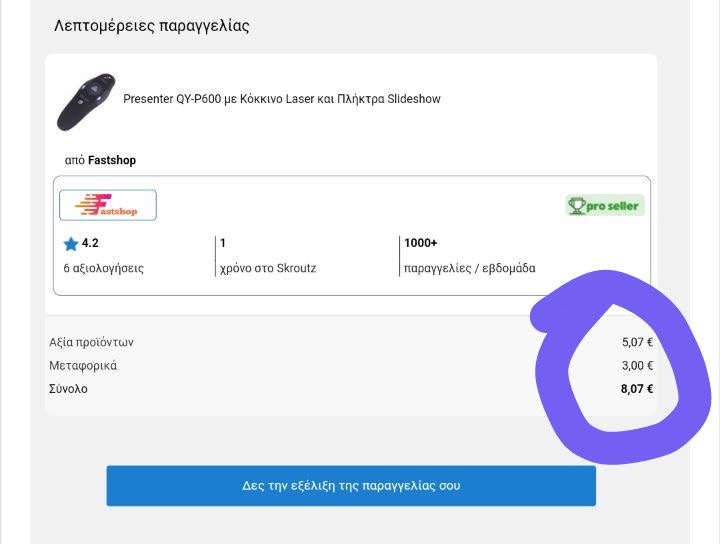 Λεπτομέρειες παραγγελίας
Presenter QY-P600 με Κόκκινο Laser και Πλήκτρα Slideshow
από Fastshop
Fastshop
pro seller
4.2
6 αξιολογήσεις
1
χρόνο στο Skroutz
1000+
παραγγελίες / εβδομάδα
Αξία προϊόντων 5,07 €
Μεταφορικά 3,00 €
Σύνολο 8,07 €
Δες την εξέλιξη της παραγγελίας σου